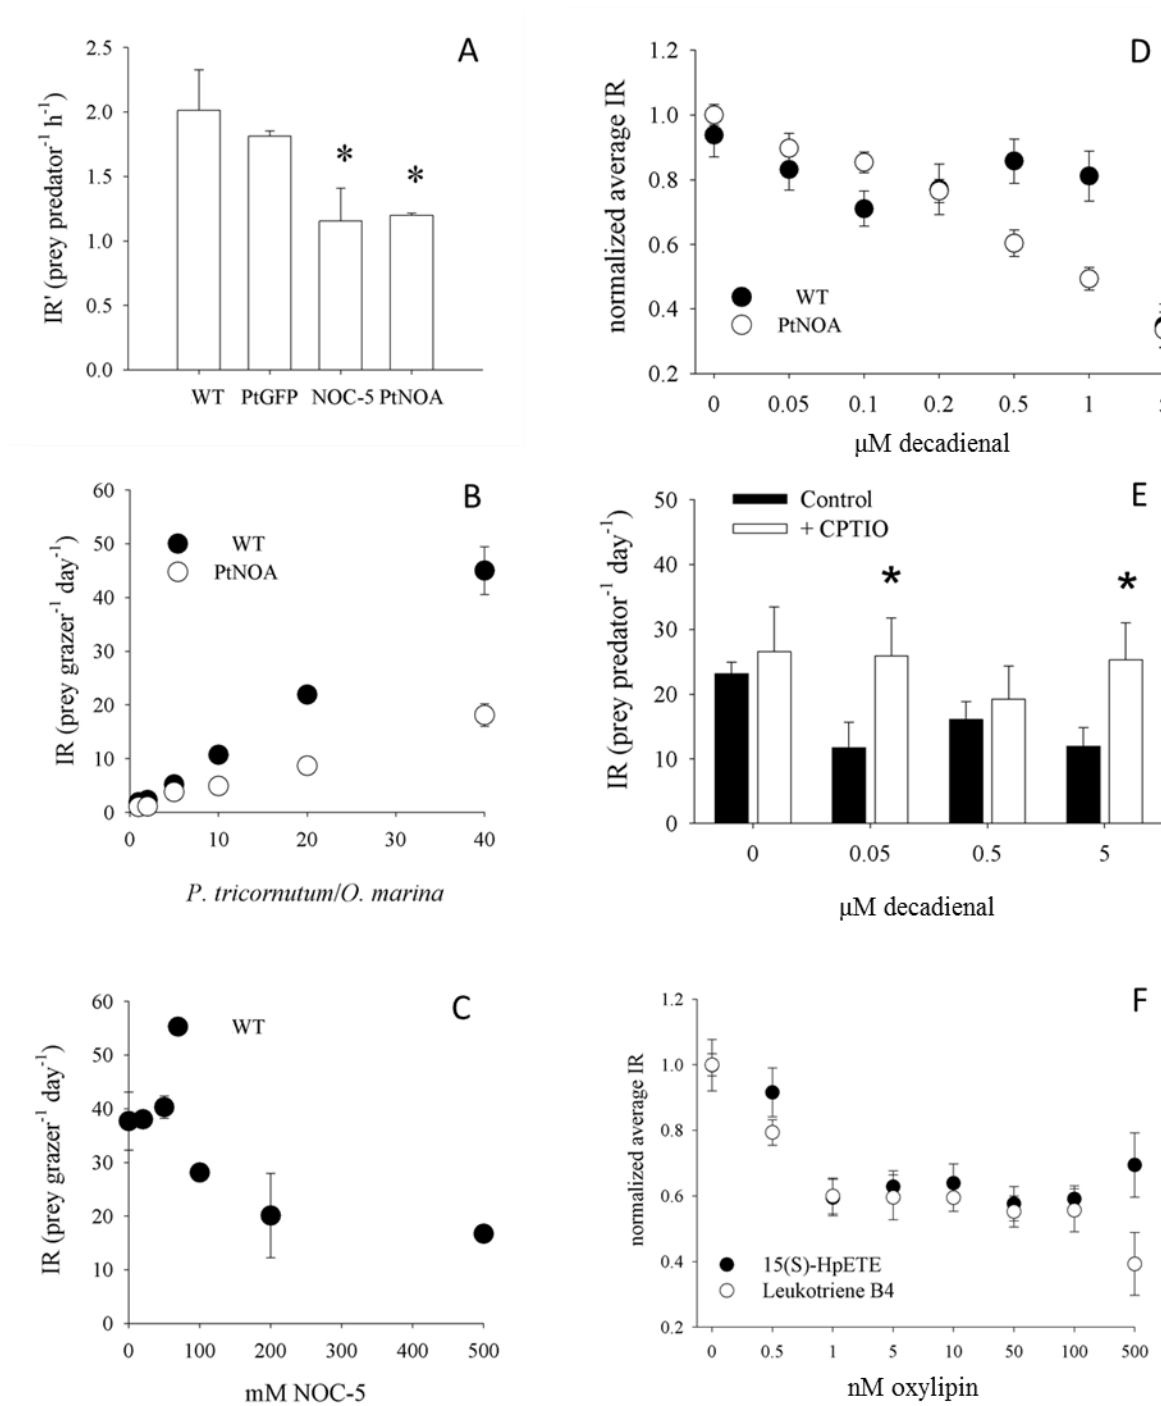 A
IR' (prey predator⁻¹ h⁻¹)
2.5
2.0
1.5
1.0
0.5
0.0
*
*
WT PtGFP NOC-5 PtNOA
D
normalized average IR
1.2
1.0
0.8
0.6
0.4
0.2
WT
PtNOA
0 0.05 0.1 0.2 0.5 1
µM decadienal
B
IR (prey grazer⁻¹ day⁻¹)
60
50
40
30
20
10
0
WT
PtNOA
0 10 20 30 40
P. tricornutum/O. marina
E
IR (prey predator⁻¹ day⁻¹)
50
40
30
20
10
0
Control
+ CPTIO
*
*
0 0.05 0.5 5
µM decadienal
C
IR (prey grazer⁻¹ day⁻¹)
60
50
40
30
20
10
0
WT
0 100 200 300 400 500
mM NOC-5
F
normalized average IR
1.2
1.0
0.8
0.6
0.4
0.2
15(S)-HpETE
Leukotriene B4
0 0.5 1 5 10 50 100 500
nM oxylipin